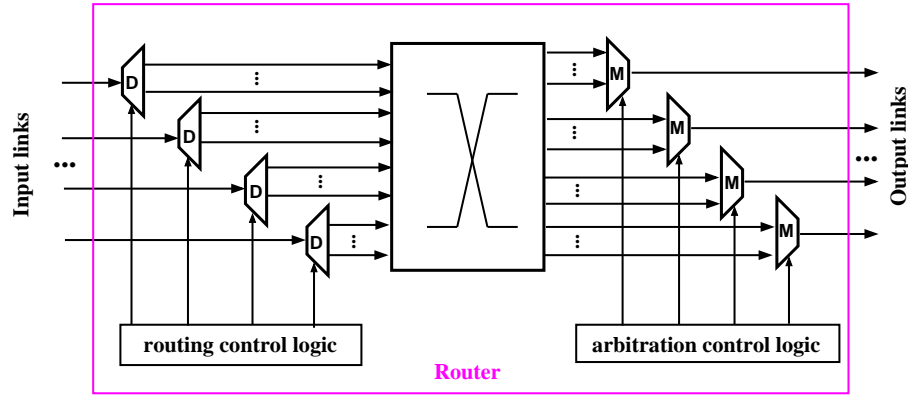 Input links
...
D
D
D
D
...
...
...
...
...
...
...
...
M
M
M
M
...
Output links
routing control logic
arbitration control logic
Router